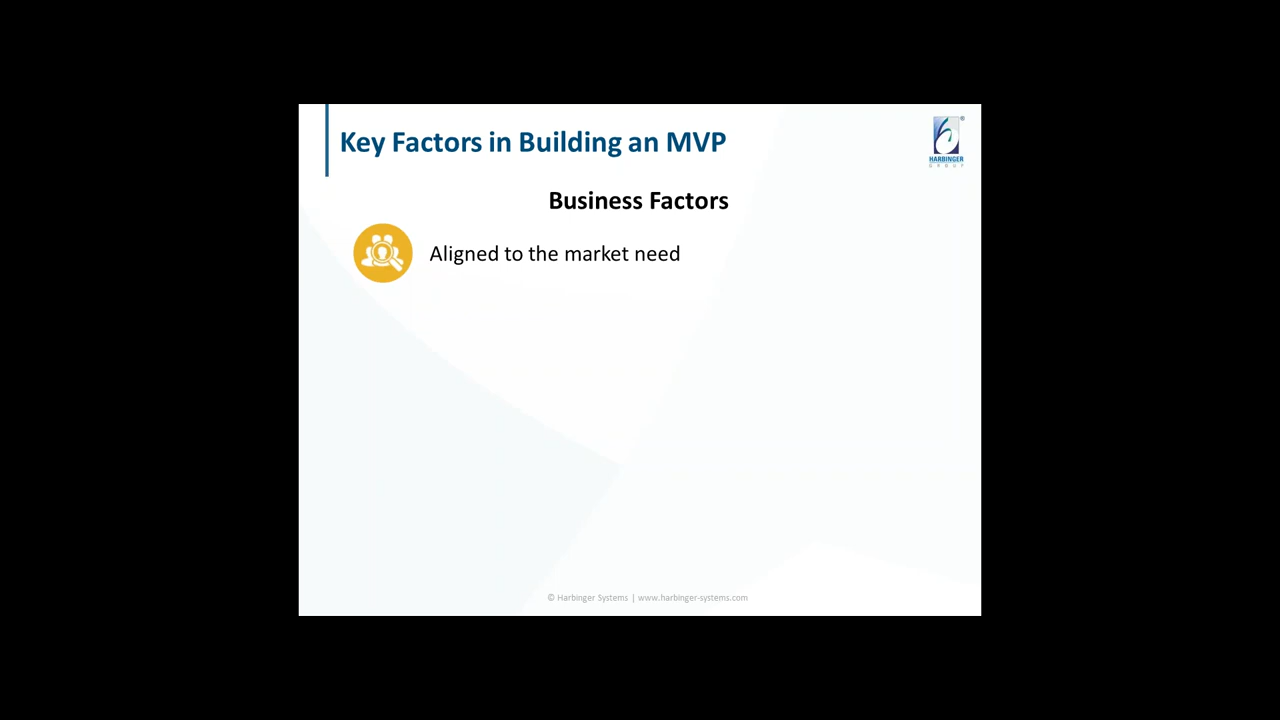 Key Factors in Building an MVP
®
HARBINGER
GROUP
Business Factors
Aligned to the market need
© Harbinger Systems | www.harbinger-systems.com